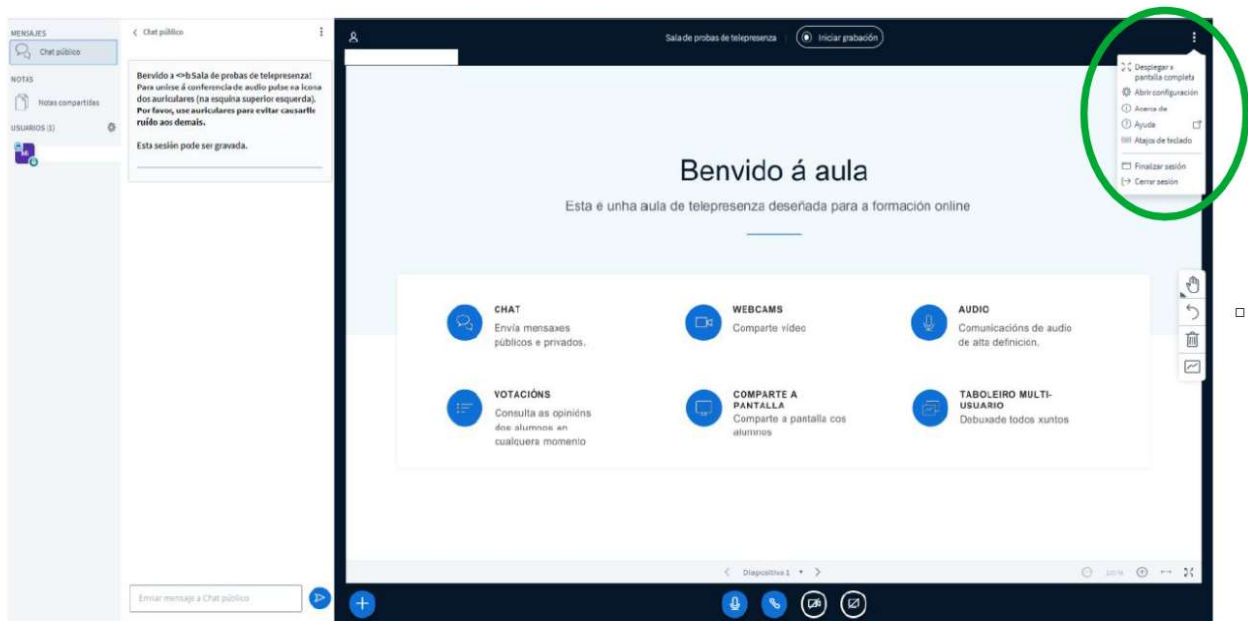 MENSAJES
Chat público
NOTAS
Notas compartidas
USUARIOS (1)
M
Chat público
Benvido a <>bSala de probas de telepresenza!
Para unirse á conferencia de audio pulse na icona
dos auriculares (na esquina superior esquerda).
Por favor, use auriculares para evitar causarlle
ruído aos demais.
Esta sesión pode ser gravada.
Enviar mensaje a Chat público
Sala de probas de telepresenza
Iniciar grabación
Desplegar a
pantalla completa
Abrir configuración
Acerca de
Ayuda
Atajos de teclado
Finalizar sesión
Cerrar sesión
Benvido á aula
Esta é unha aula de telepresenza deseñada para a formación online
CHAT
Envía mensaxes
públicos e privados.
WEBCAMS
Comparte vídeo
AUDIO
Comunicacións de audio
de alta definición.
VOTACIÓNS
Consulta as opinións
dos alumnos en
cualquera momento
COMPARTE A
PANTALLA
Comparte a pantalla cos
alumnos
TABOLEIRO MULTI-
USUARIO
Debuxade todos xuntos
Diapositiva 1